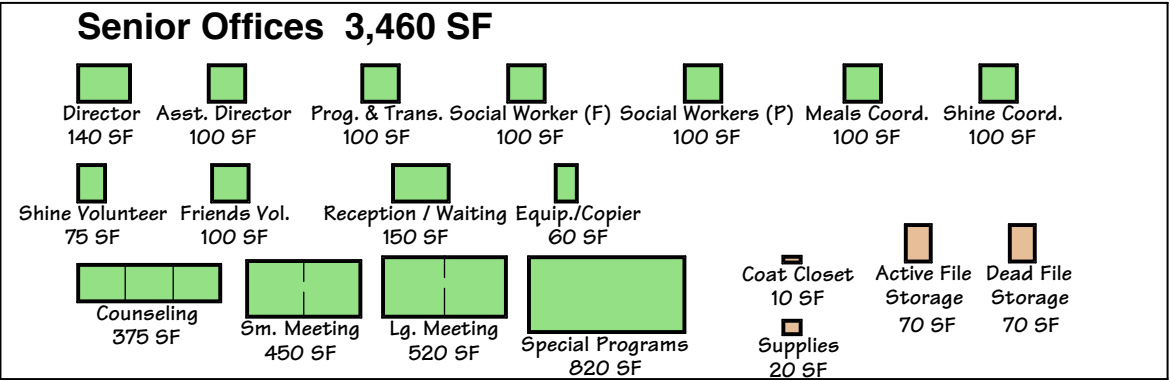 Senior Offices 3,460 SF
Director Asst. Director Prog. & Trans. Social Worker (F) Social Workers (P) Meals Coord. Shine Coord.
140 SF 100 SF 100 SF 100 SF 100 SF 100 SF 100 SF
Shine Volunteer Friends Vol. Reception / Waiting Equip./Copier
75 SF 100 SF 150 SF 60 SF
Coat Closet Active File Dead File
10 SF Storage Storage
70 SF 70 SF
Counseling Sm. Meeting Lg. Meeting Special Programs Supplies
375 SF 450 SF 520 SF 820 SF 20 SF